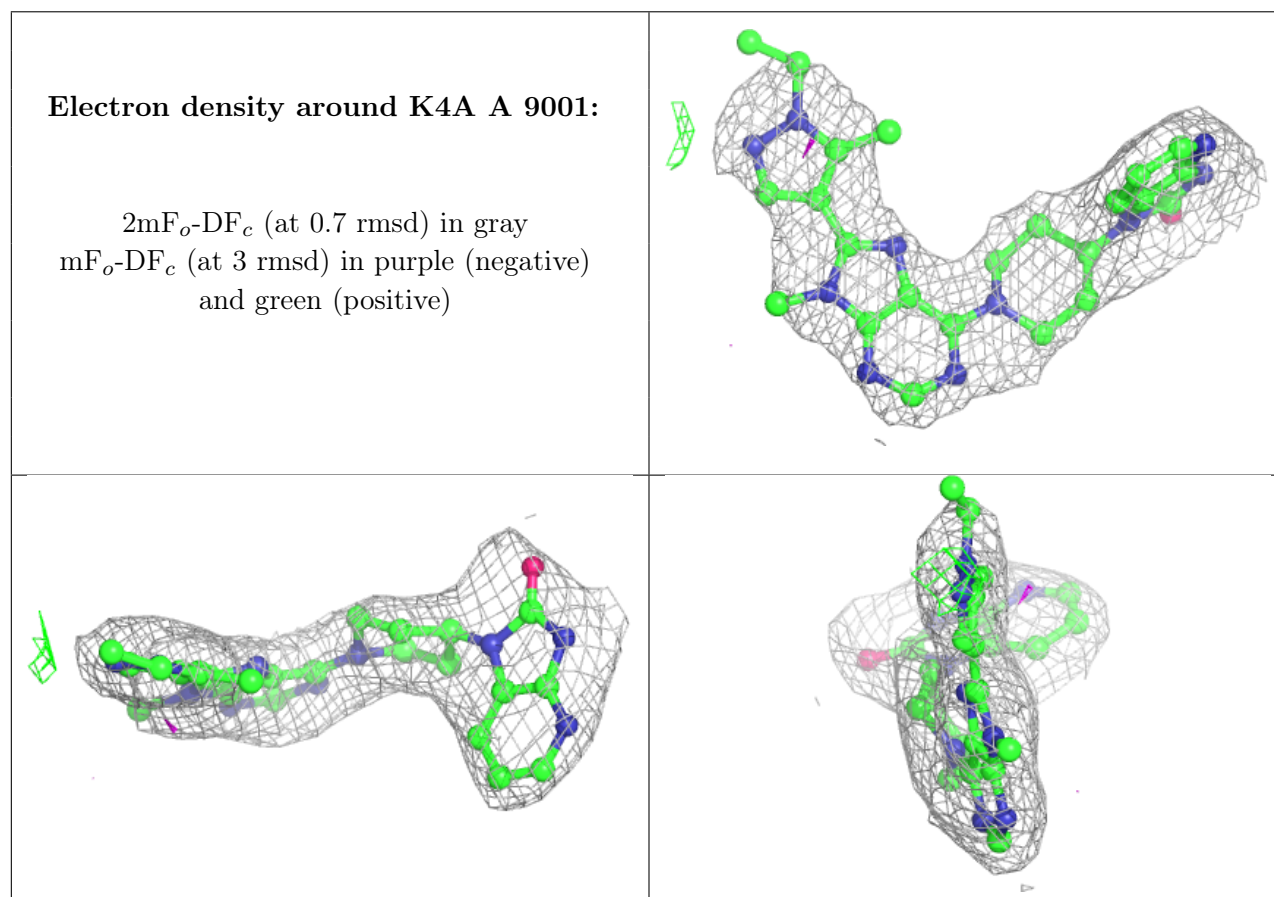 Electron density around K4A A 9001:
2mFo-DFc (at 0.7 rmsd) in gray
mFo-DFc (at 3 rmsd) in purple (negative)
and green (positive)